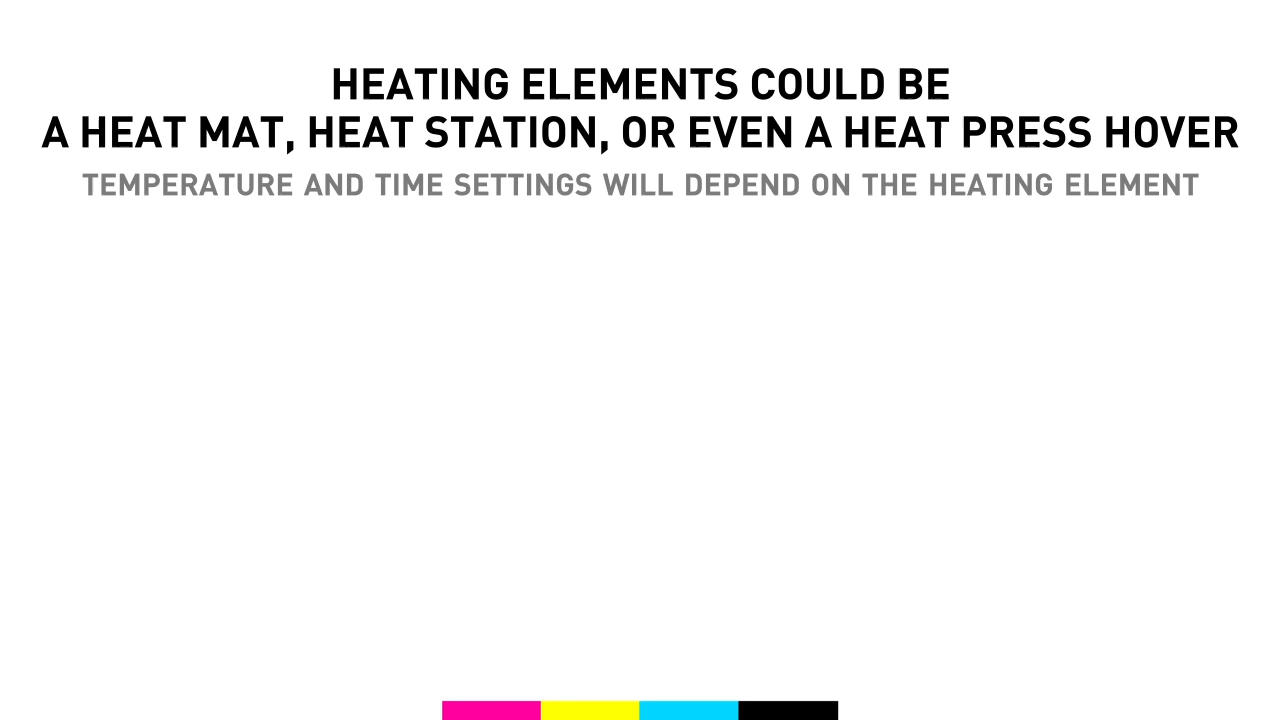 HEATING ELEMENTS COULD BE
A HEAT MAT, HEAT STATION, OR EVEN A HEAT PRESS HOVER
TEMPERATURE AND TIME SETTINGS WILL DEPEND ON THE HEATING ELEMENT